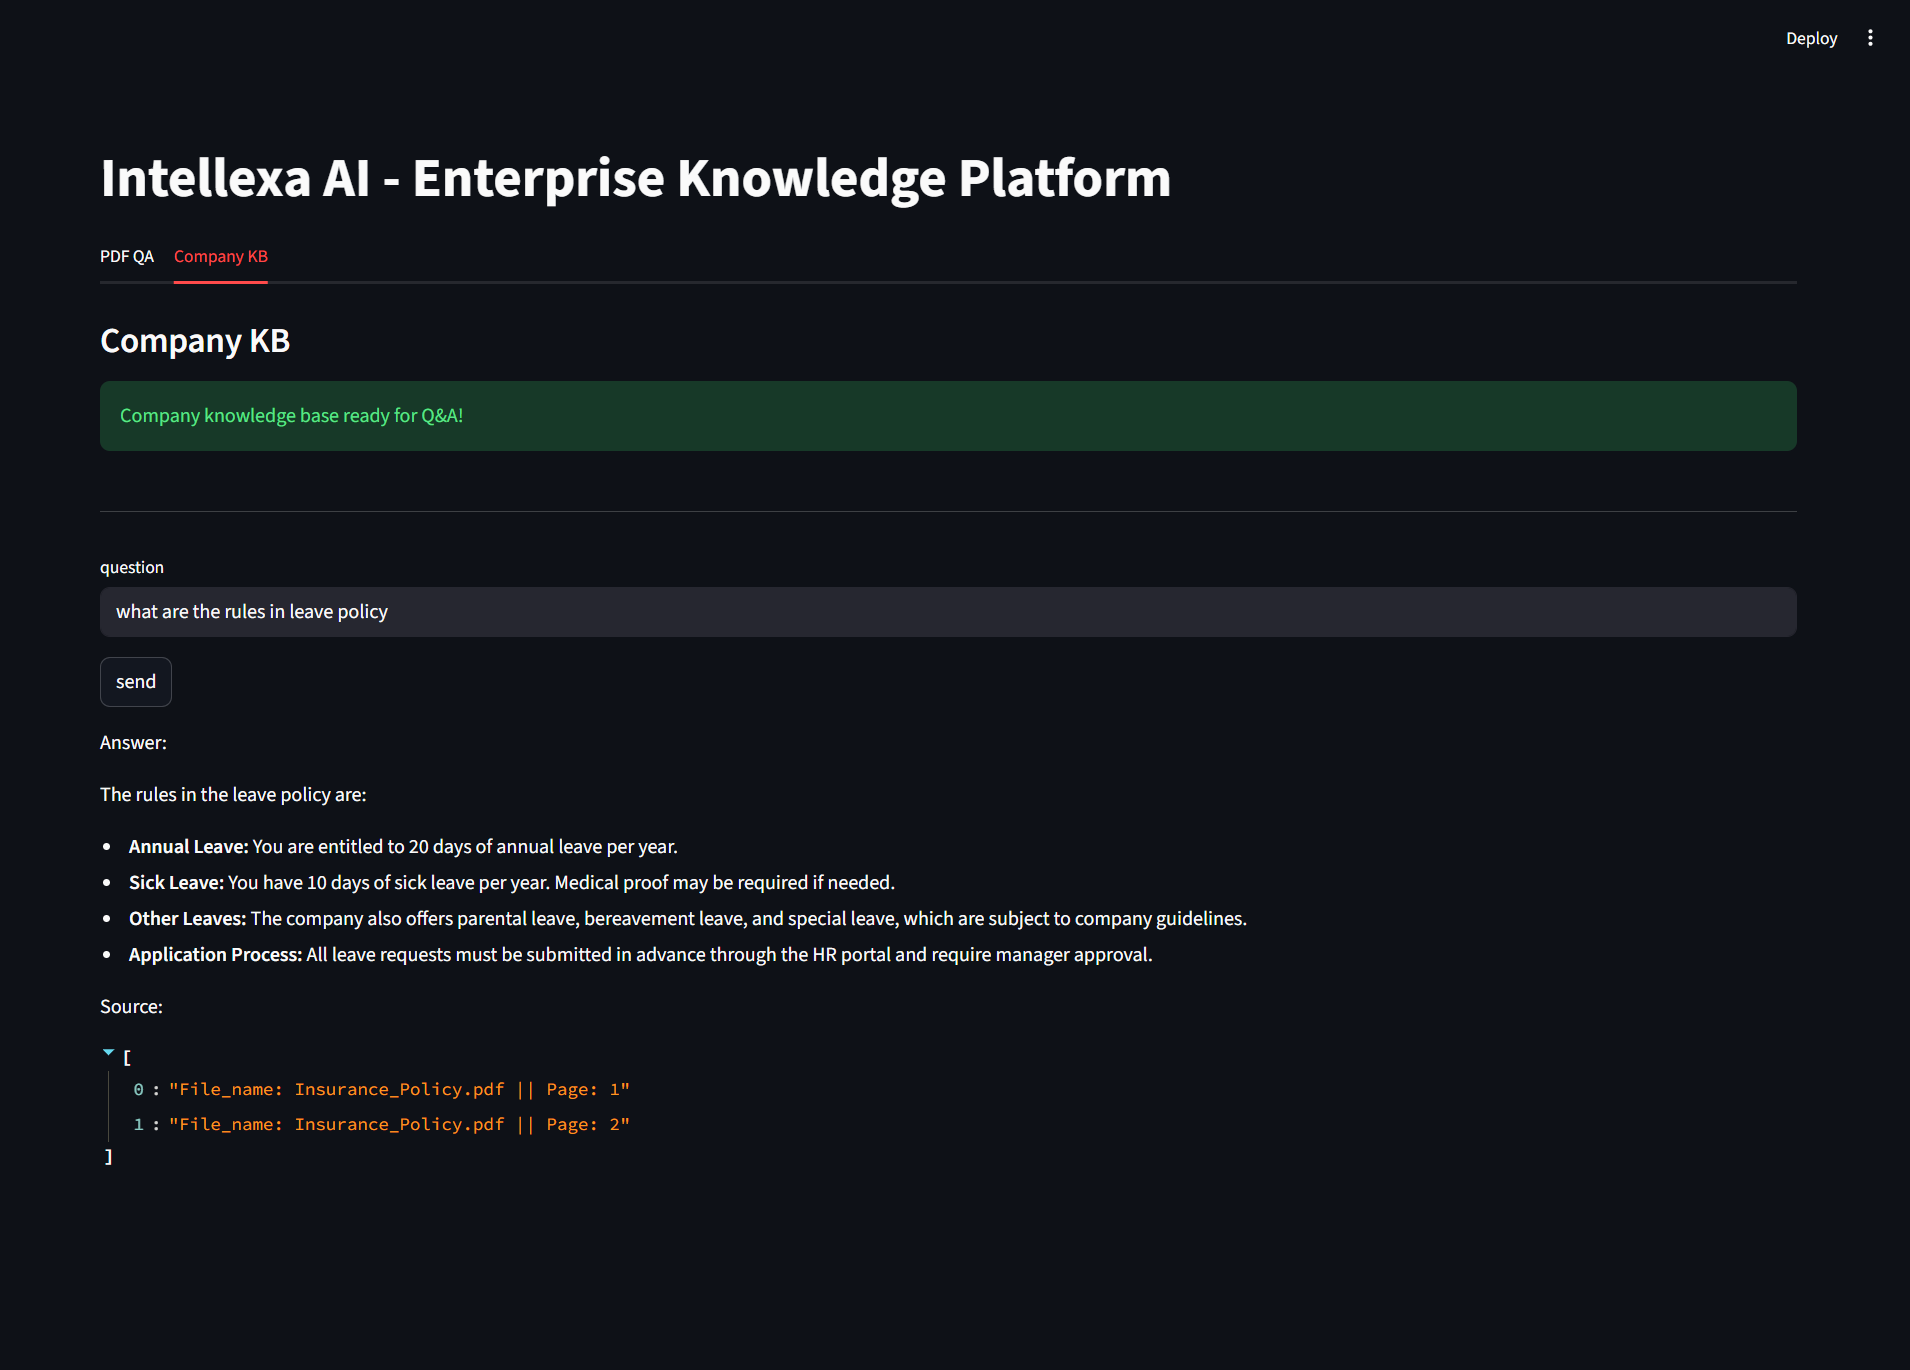 Deploy
Intellexa AI - Enterprise Knowledge Platform
PDF QA Company KB
Company KB
Company knowledge base ready for Q&A!
question
what are the rules in leave policy
send
Answer:
The rules in the leave policy are:
• Annual Leave: You are entitled to 20 days of annual leave per year.
• Sick Leave: You have 10 days of sick leave per year. Medical proof may be required if needed.
• Other Leaves: The company also offers parental leave, bereavement leave, and special leave, which are subject to company guidelines.
• Application Process: All leave requests must be submitted in advance through the HR portal and require manager approval.
Source:
[
0 : "File_name: Insurance_Policy.pdf || Page: 1"
1 : "File_name: Insurance_Policy.pdf || Page: 2"
]